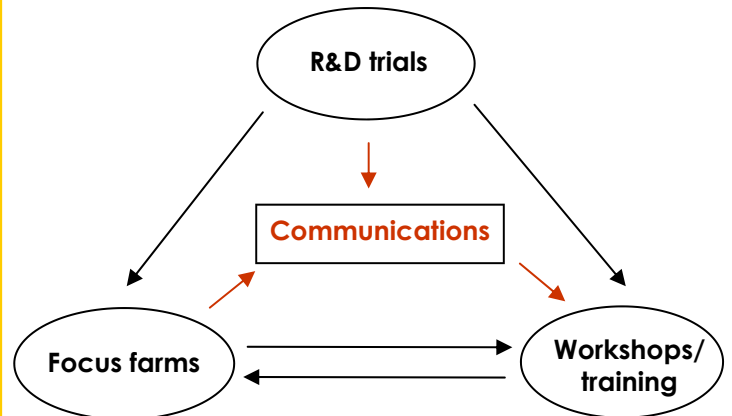 R&D trials
Communications
Focus farms
Workshops/
training